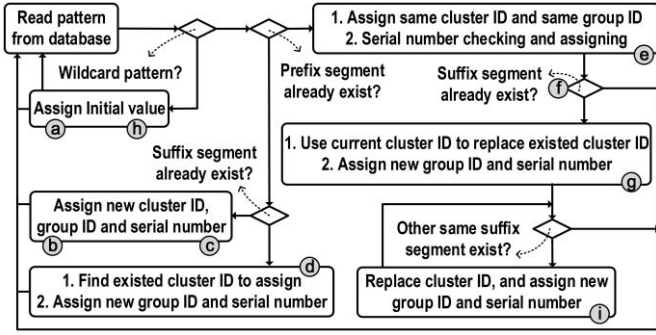 Read pattern
from database
Wildcard pattern?
Assign Initial value
a
h
1. Assign same cluster ID and same group ID
2. Serial number checking and assigning
e
Prefix segment
already exist?
Suffix segment
already exist?
f
1. Use current cluster ID to replace existed cluster ID
2. Assign new group ID and serial number
g
Suffix segment
already exist?
Assign new cluster ID,
group ID and serial number
b
c
d
1. Find existed cluster ID to assign
2. Assign new group ID and serial number
Other same suffix
segment exist?
Replace cluster ID, and assign new
group ID and serial number
i